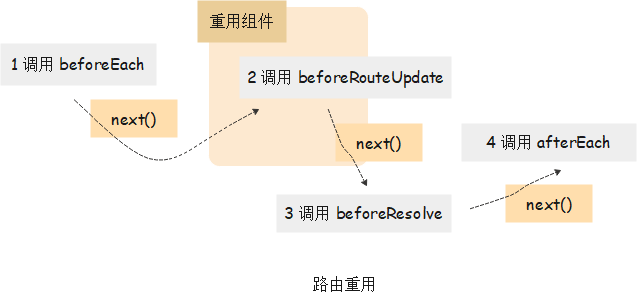 重用组件
1 调用 beforeEach
next()
2 调用 beforeRouteUpdate
next()
3 调用 beforeResolve
next()
4 调用 afterEach
路由重用